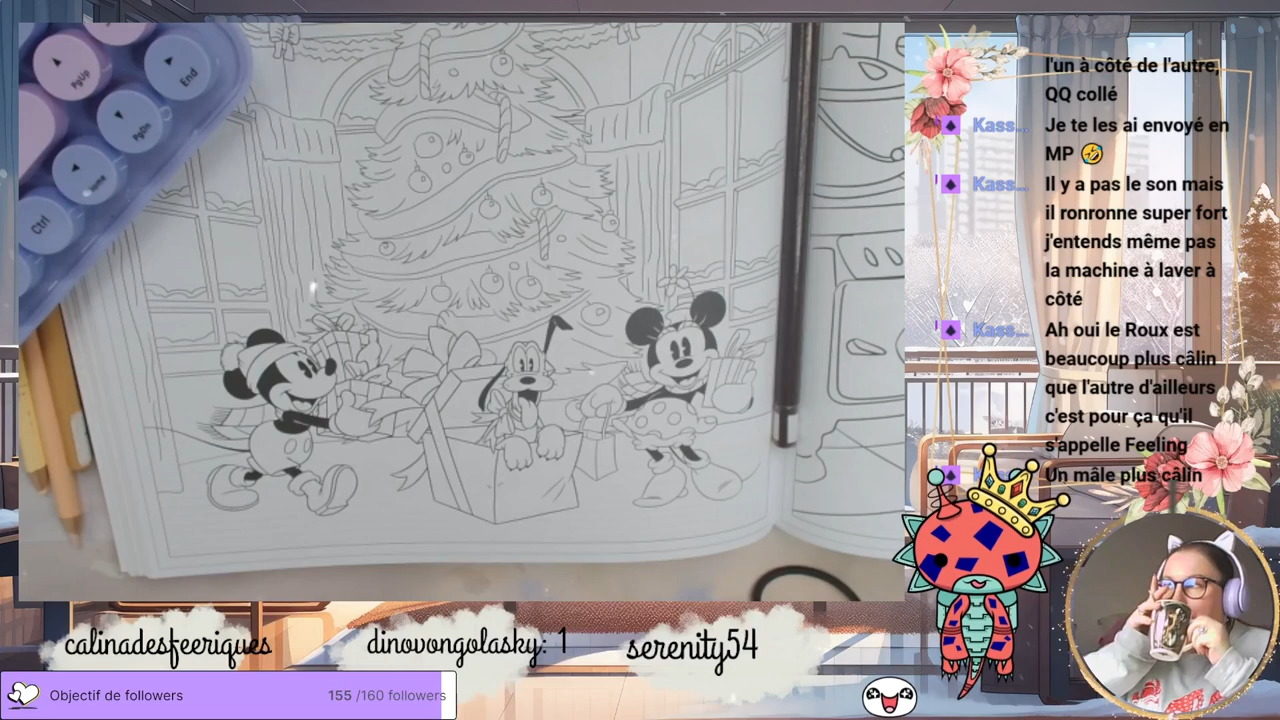 PgUp
End
PgDn
Ctrl
l'un à côté de l'autre,
QQ collé
Kass... Je te les ai envoyé en
MP 🤣
Kass... Il y a pas le son mais
il ronronne super fort
j'entends même pas
la machine à laver à
côté
Kass... Ah oui le Roux est
beaucoup plus câlin
que l'autre d'ailleurs
c'est pour ça qu'il
s'appelle Feeling
Un mâle plus câlin
calinadesfeeriques
dinovongolasky: 1
serenity54
Objectif de followers 155 /160 followers